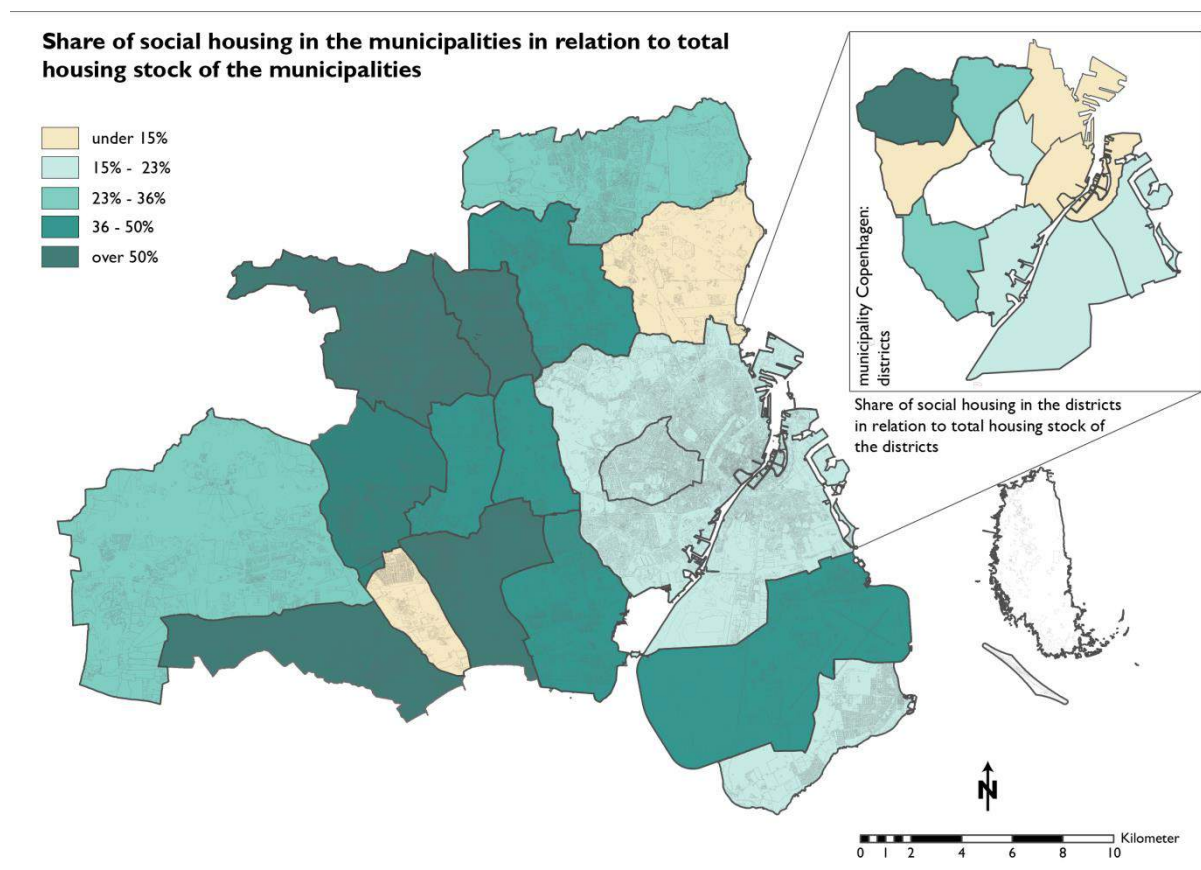 Share of social housing in the municipalities in relation to total
housing stock of the municipalities
under 15%
15% - 23%
23% - 36%
36 - 50%
over 50%
municipality Copenhagen:
districts
Share of social housing in the districts
in relation to total housing stock of
the districts
N
Kilometer
0 1 2 4 6 8 10